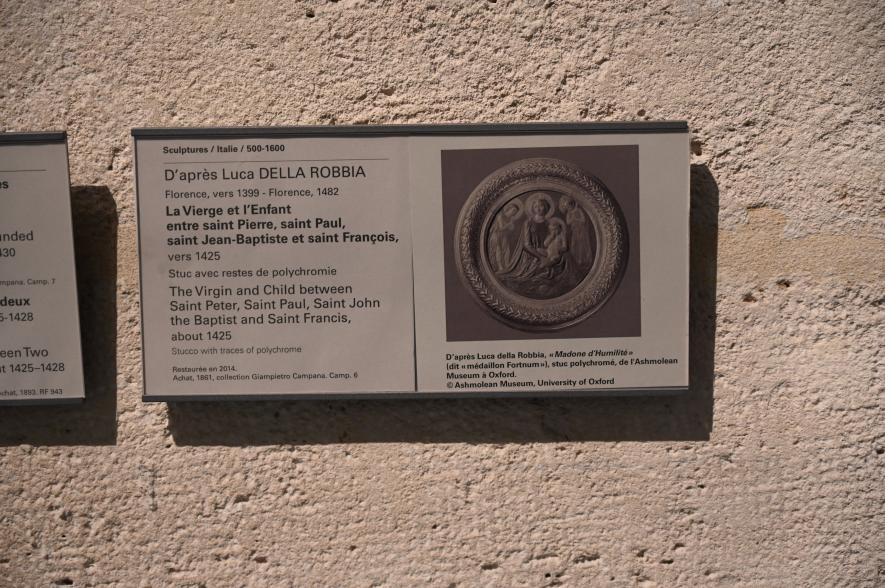 es
unded
430
ampana. Camp. 7
deux
5-1428
een Two
ut 1425–1428
Achat, 1893. RF 943
Sculptures / Italie / 500-1600
D'après Luca DELLA ROBBIA
Florence, vers 1399 - Florence, 1482
La Vierge et l'Enfant
entre saint Pierre, saint Paul,
saint Jean-Baptiste et saint François,
vers 1425
Stuc avec restes de polychromie
The Virgin and Child between
Saint Peter, Saint Paul, Saint John
the Baptist and Saint Francis,
about 1425
Stucco with traces of polychrome
Restaurée en 2014.
Achat, 1861, collection Giampietro Campana. Camp. 6
D'après Luca della Robbia, «Madone d'Humilité»
(dit «médaillon Fortnum»), stuc polychromé, de l'Ashmolean
Museum à Oxford.
© Ashmolean Museum, University of Oxford